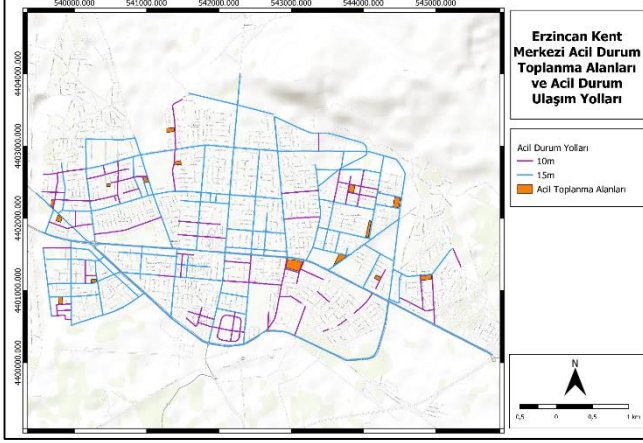 540000.000 541000.000 542000.000 543000.000 544000.000 545000.000
4404000.000
4403000.000
4402000.000
4401000.000
4400000.000
Erzincan Kent
Merkezi Acil Durum
Toplanma Alanları
ve Acil Durum
Ulaşım Yolları
Acil Durum Yolları
10m
15m
Acil Toplanma Alanları
N
0,5 0 0,5 1 km